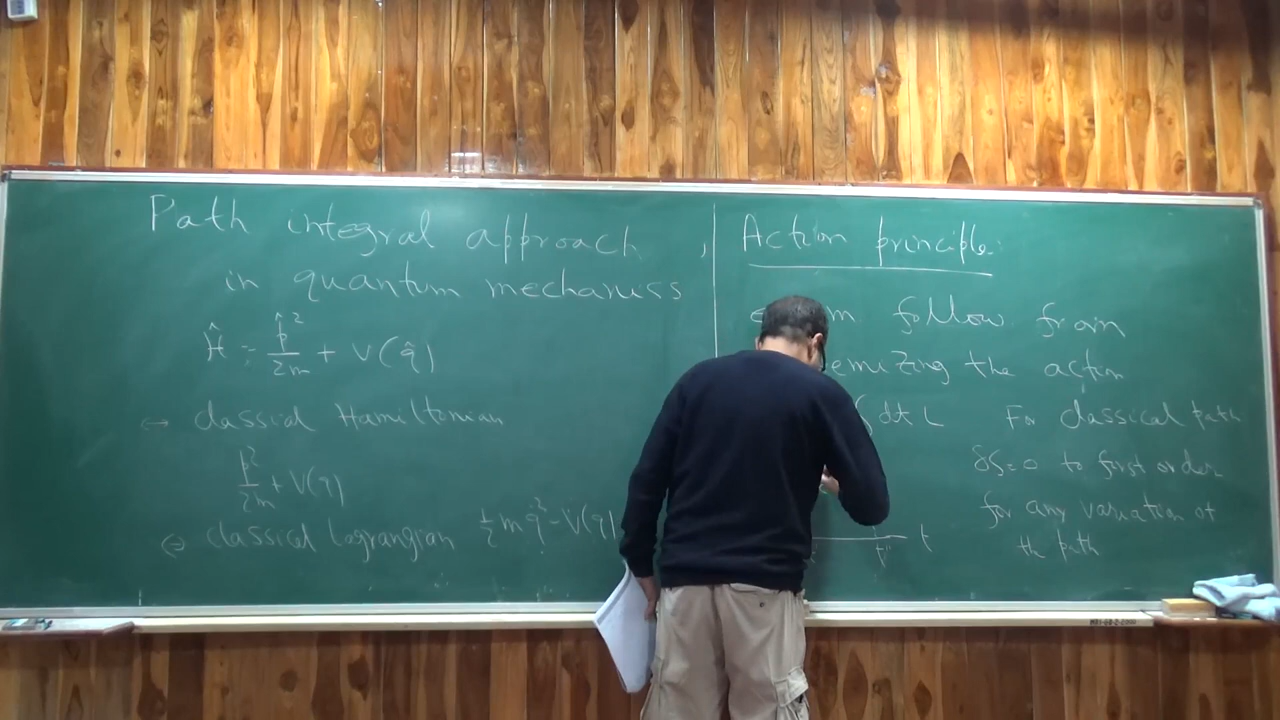 Path integral approach,
in quantum mechanics
Ĥ = p̂²/2m + V(q̂)
↔ classical Hamiltonian
p²/2m + V(q)
↔ classical Lagrangian ½ m q̇² - V(q)
Action principle:
follow from
the action
∫ dt L
t" t
For classical path
δS=0 to first order
for any variation of
the path